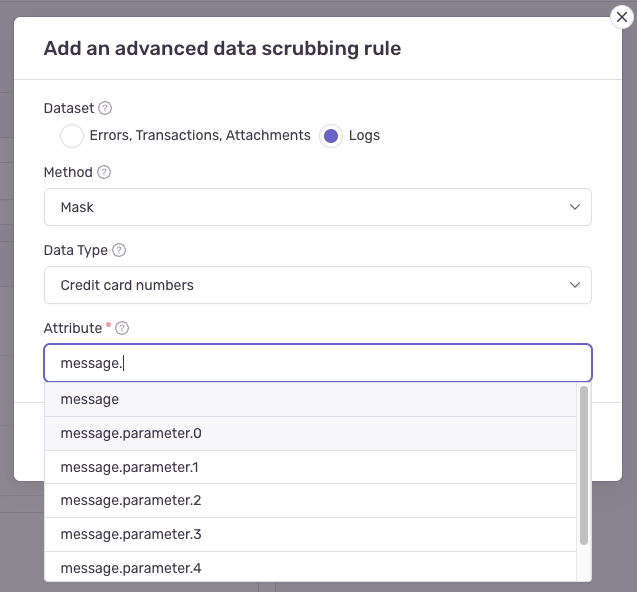 Add an advanced data scrubbing rule
Dataset ?
Errors, Transactions, Attachments Logs
Method ?
Mask
Data Type ?
Credit card numbers
Attribute * ?
message.
message
message.parameter.0
message.parameter.1
message.parameter.2
message.parameter.3
message.parameter.4